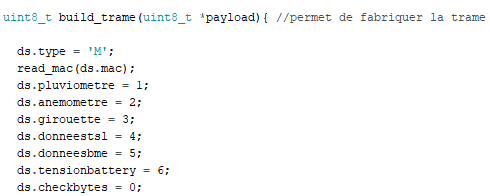 uint8_t build_trame(uint8_t *payload){ //permet de fabriquer la trame
ds.type = 'M';
read_mac(ds.mac);
ds.pluviometre = 1;
ds.anemometre = 2;
ds.girouette = 3;
ds.donneestsl = 4;
ds.donneesbme = 5;
ds.tensionbattery = 6;
ds.checkbytes = 0;